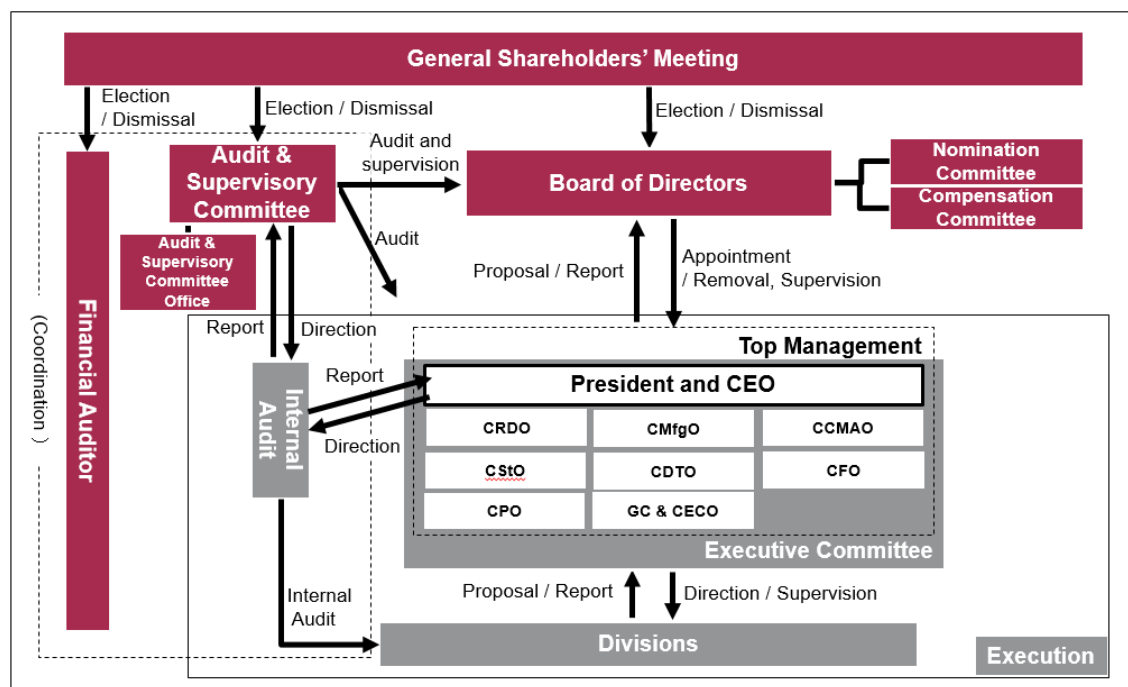 General Shareholders' Meeting
Election
/ Dismissal
Election / Dismissal
Election / Dismissal
Audit and
supervision
Audit &
Supervisory
Committee
Board of Directors
Nomination
Committee
Compensation
Committee
Audit &
Supervisory
Committee
Office
Audit
Proposal / Report
Appointment
/ Removal, Supervision
(Coordination )
Financial Auditor
Report
Direction
Internal
Audit
Report
Direction
Top Management
President and CEO
CRDO
CMfgO
CCMAO
CStO
CDTO
CFO
CPO
GC & CECO
Executive Committee
Internal
Audit
Proposal / Report
Direction / Supervision
Divisions
Execution